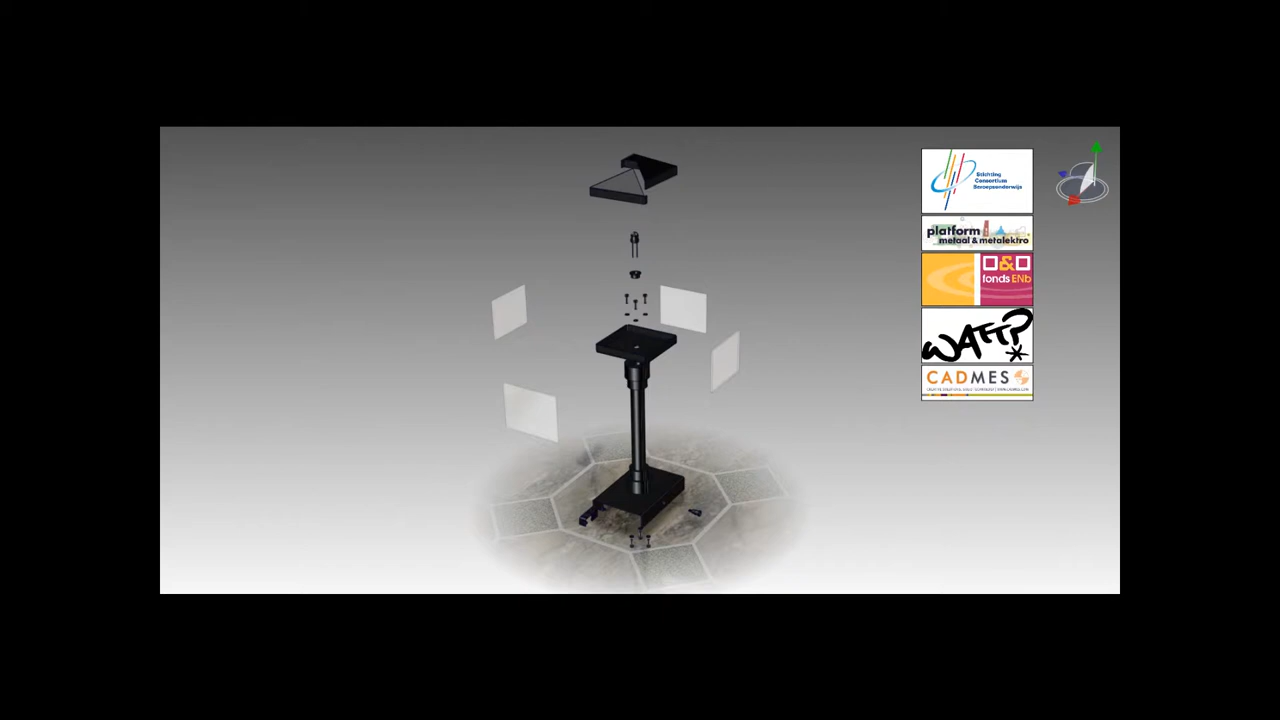 Stichting
Consortium
Beroepsonderwijs
platform
metaal & metalektro
O&O
fonds ENb
WATT?
CADMES